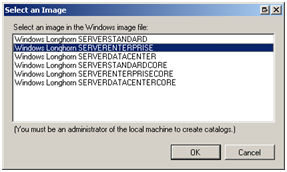 Select an Image
Select an image in the Windows image file:
Windows Longhorn SERVERSTANDARD
Windows Longhorn SERVERENTERPRISE
Windows Longhorn SERVERDATACENTER
Windows Longhorn SERVERSTANDARDCORE
Windows Longhorn SERVERENTERPRISECORE
Windows Longhorn SERVERDATACENTERCORE
(You must be an administrator of the local machine to create catalogs.)
OK
Cancel